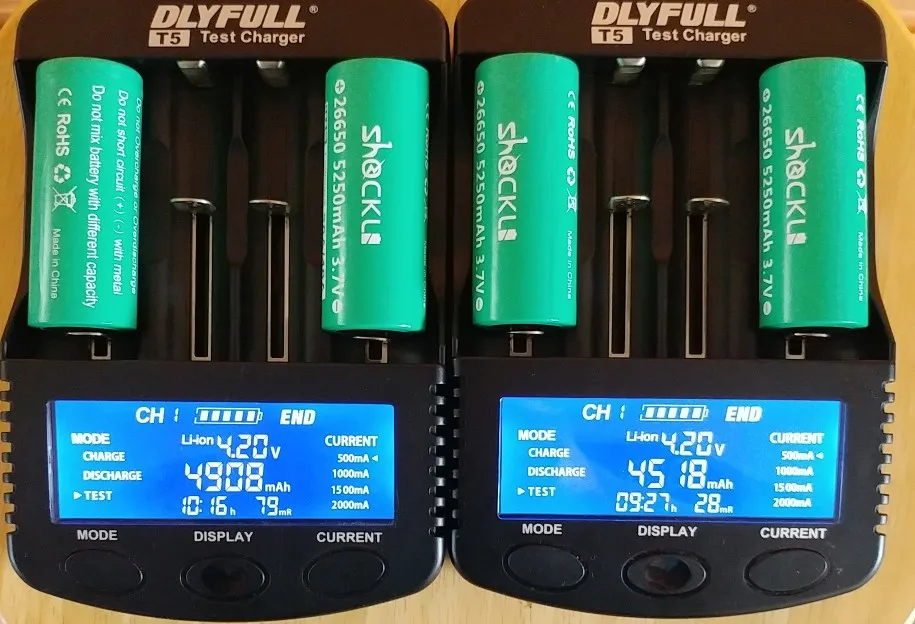 DLYFULL®
T5 Test Charger
Do not Overcharge or Overdischarge
Do not short circuit (+) (-) with metal
Do not mix battery with different capacity
CE RoHS
Made in China
SHOCKLI
26650 5250mAh 3.7V
CH 1 END
MODE
CHARGE
DISCHARGE
TEST
Li-ion 4.20V
4908mAh
10:16h 79mR
CURRENT
500mA
1000mA
1500mA
2000mA
MODE DISPLAY CURRENT
DLYFULL®
T5 Test Charger
SHOCKLI
26650 5250mAh 3.7V
CE RoHS
Made in China
SHOCKLI
26650 5250mAh 3.7V
CE RoHS
Made in China
CH 1 END
MODE
CHARGE
DISCHARGE
TEST
Li-ion 4.20V
4518mAh
09:27h 28mR
CURRENT
500mA
1000mA
1500mA
2000mA
MODE DISPLAY CURRENT